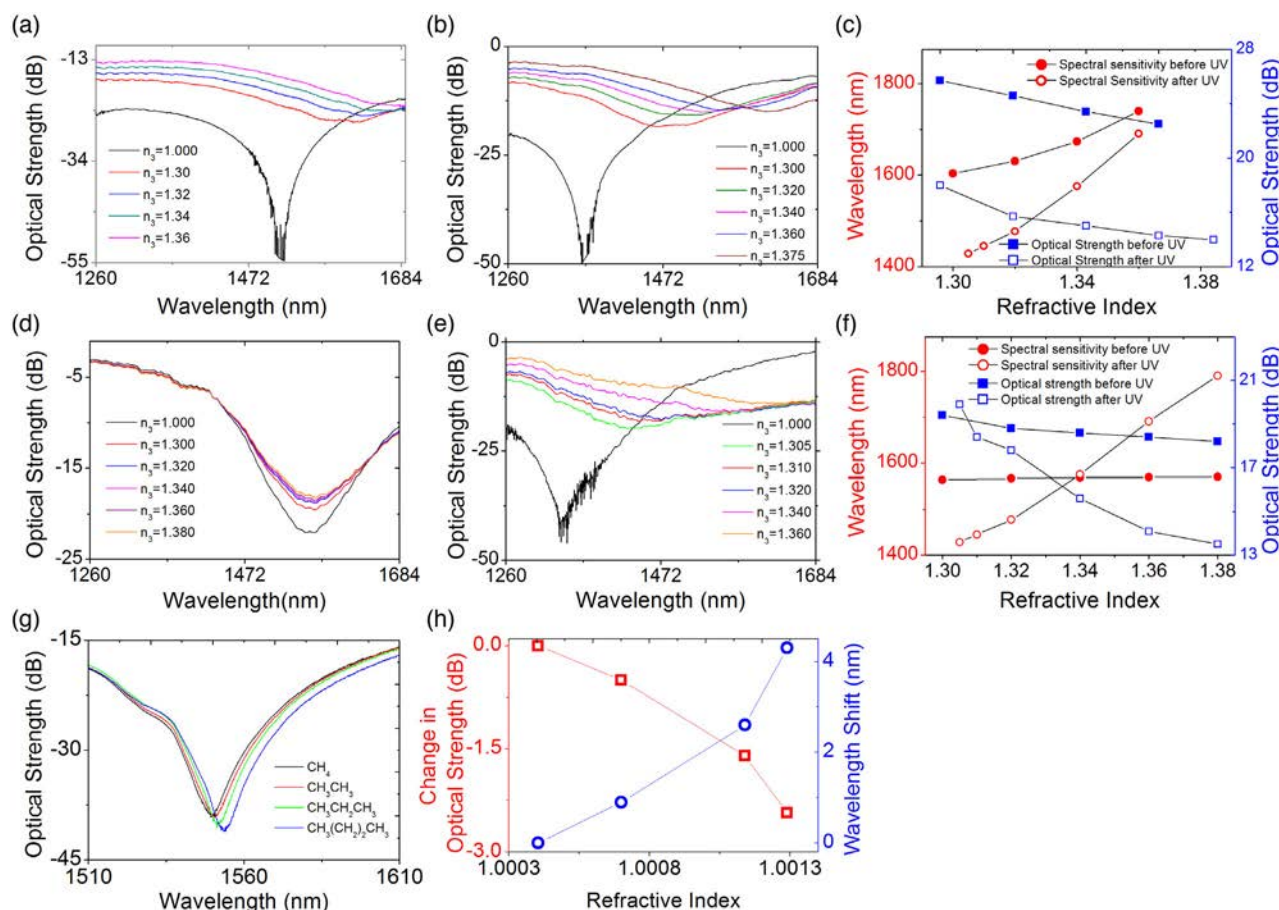 (a)
Optical Strength (dB)
-13
-34
-55
n3=1.000
n3=1.30
n3=1.32
n3=1.34
n3=1.36
1260
1472
1684
Wavelength (nm)
(b)
Optical Strength (dB)
0
-25
-50
n3=1.000
n3=1.300
n3=1.320
n3=1.340
n3=1.360
n3=1.375
1260
1472
1684
Wavelength (nm)
(c)
Wavelength (nm)
1800
1600
1400
Spectral sensitivity before UV
Spectral Sensitivity after UV
Optical Strength before UV
Optical Strength after UV
28
20
12
Optical Strength (dB)
1.30
1.34
1.38
Refractive Index
(d)
Optical Strength (dB)
-5
-15
-25
n3=1.000
n3=1.300
n3=1.320
n3=1.340
n3=1.360
n3=1.380
1260
1472
1684
Wavelength(nm)
(e)
Optical Strength (dB)
0
-25
-50
n3=1.000
n3=1.305
n3=1.310
n3=1.320
n3=1.340
n3=1.360
1260
1472
1684
Wavelength (nm)
(f)
Wavelength (nm)
1800
1600
1400
Spectral sensitivity before UV
Spectral sensitivity after UV
Optical strength before UV
Optical strength after UV
21
17
13
Optical Strength (dB)
1.30
1.32
1.34
1.36
1.38
Refractive Index
(g)
Optical Strength (dB)
-15
-30
-45
CH4
CH3CH3
CH3CH2CH3
CH3(CH2)2CH3
1510
1560
1610
Wavelength (nm)
(h)
Change in
Optical Strength (dB)
0.0
-1.5
-3.0
4
2
0
Wavelength Shift (nm)
1.0003
1.0008
1.0013
Refractive Index